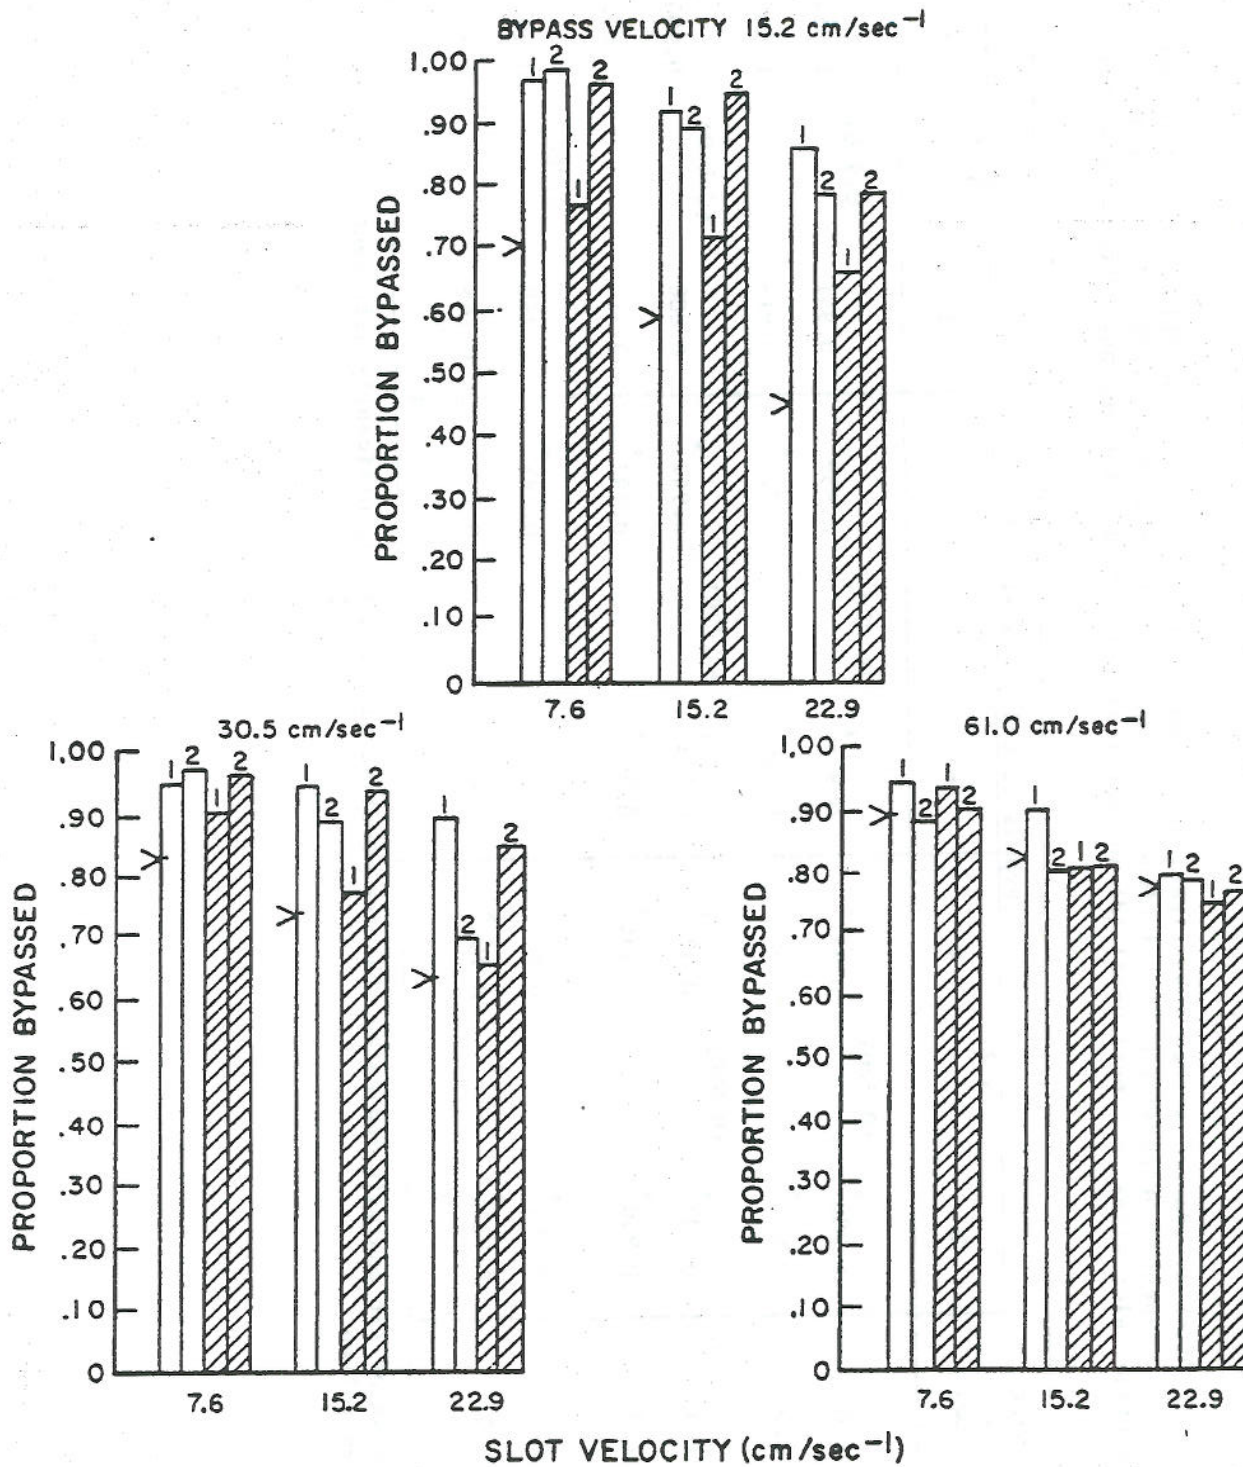 BYPASS VELOCITY 15.2 cm/sec⁻¹
PROPORTION BYPASSED
1.00
.90
.80
.70
.60
.50
.40
.30
.20
.10
0
1 2 1 2
1 2 1 2
1 2 1 2
7.6 15.2 22.9
30.5 cm/sec⁻¹
PROPORTION BYPASSED
1.00
.90
.80
.70
.60
.50
.40
.30
.20
.10
0
1 2 1 2
1 2 1 2
1 2 1 2
7.6 15.2 22.9
61.0 cm/sec⁻¹
PROPORTION BYPASSED
1.00
.90
.80
.70
.60
.50
.40
.30
.20
.10
0
1 2 1 2
1 2 1 2
1 2 1 2
7.6 15.2 22.9
SLOT VELOCITY (cm/sec⁻¹)